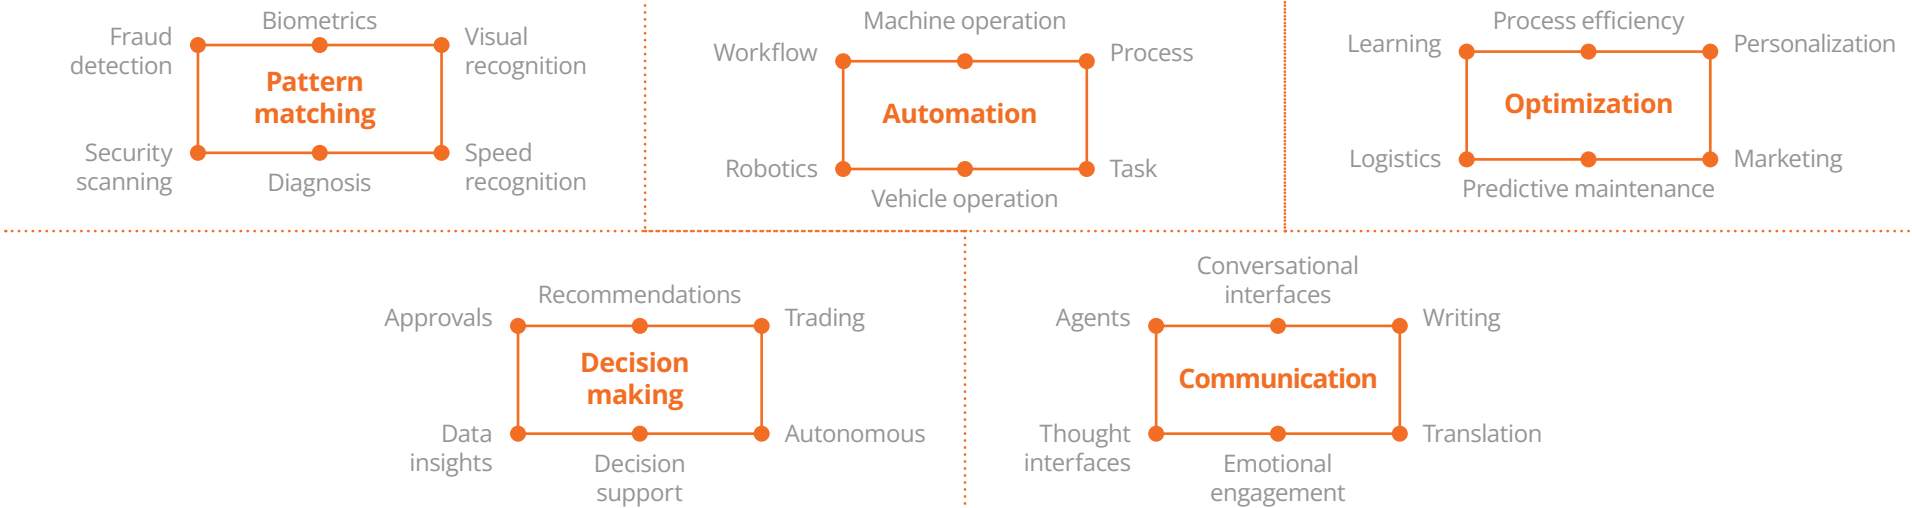 Biometrics
Fraud
detection
Visual
recognition
Pattern
matching
Security
scanning
Speed
recognition
Diagnosis
Machine operation
Workflow
Process
Automation
Robotics
Task
Vehicle operation
Process efficiency
Learning
Personalization
Optimization
Logistics
Marketing
Predictive maintenance
Recommendations
Approvals
Trading
Decision
making
Data
insights
Autonomous
Decision
support
Conversational
interfaces
Agents
Writing
Communication
Thought
interfaces
Translation
Emotional
engagement